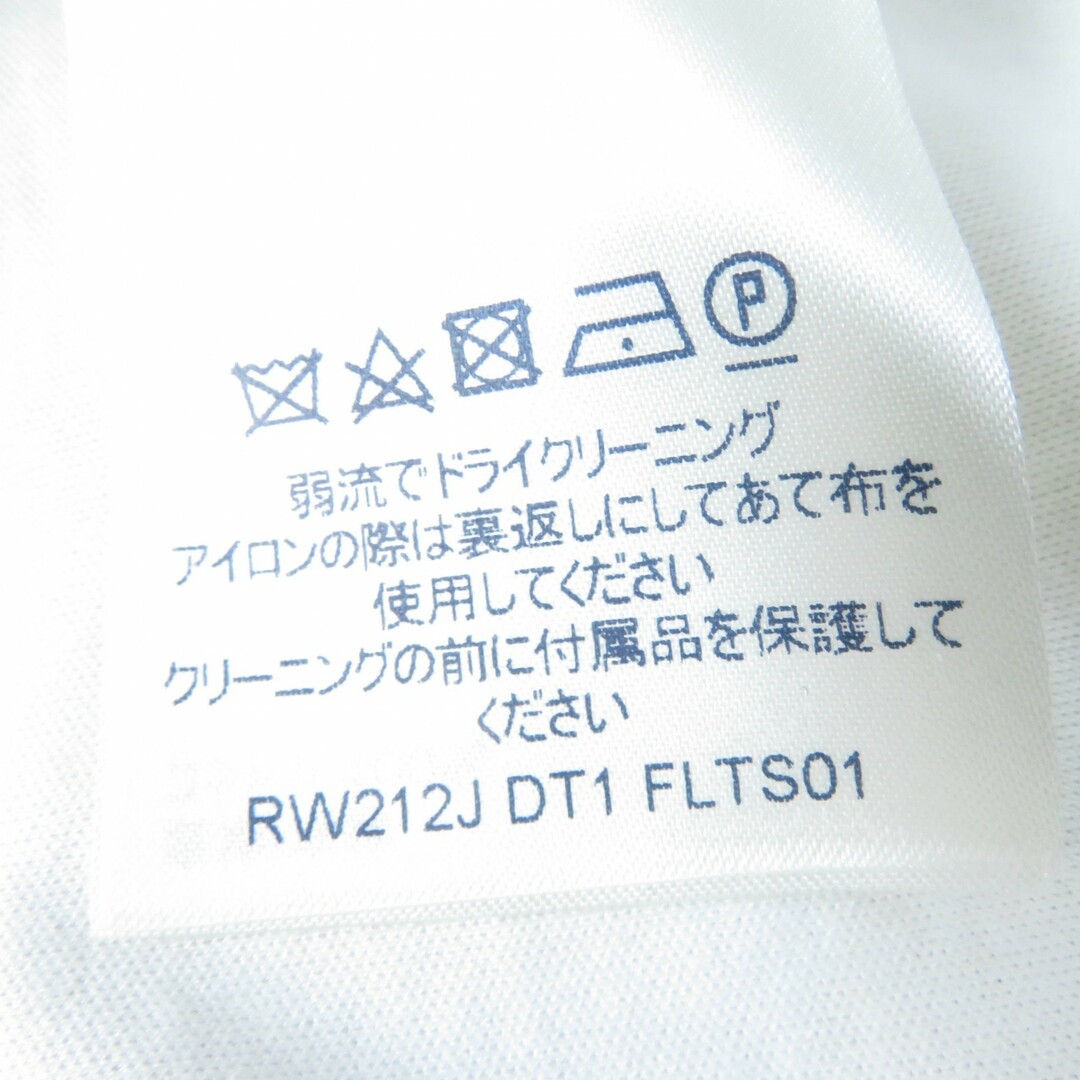 P
弱流でドライクリーニング
アイロンの際は裏返しにしてあて布を
使用してください
クリーニングの前に付属品を保護して
ください
RW212J DT1 FLTS01